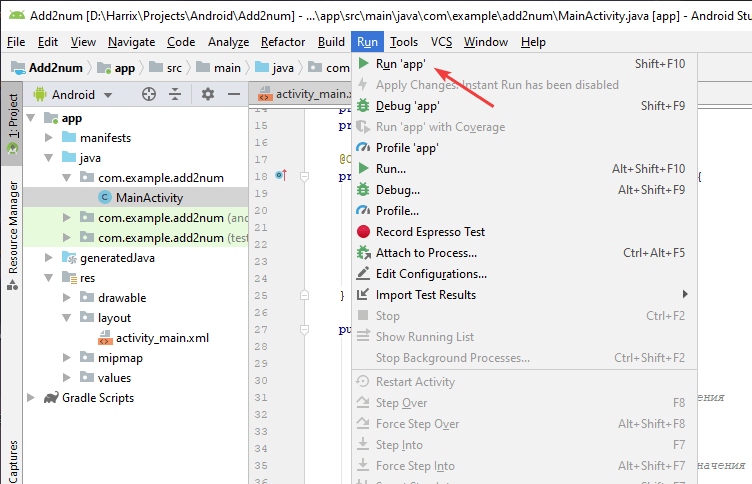 Add2num [D:\Harrix\Projects\Android\Add2num] - ...\app\src\main\java\com\example\add2num\MainActivity.java [app] - Android Stu
File Edit View Navigate Code Analyze Refactor Build Run Tools VCS Window Help
Add2num app src main java com
1: Project
Resource Manager
Captures
Android
app
manifests
java
com.example.add2num
MainActivity
com.example.add2num (and
com.example.add2num (test
generatedJava
res
drawable
layout
activity_main.xml
mipmap
values
Gradle Scripts
activity_main.
14 pr
15 pr
16
17 @O
18 pr {
19
20
21
22
23
24
25 }
26
27 pu
28
29
30
31 ения
32
33
34
35 начения
36
Run 'app' Shift+F10
Apply Changes: Instant Run has been disabled
Debug 'app' Shift+F9
Run 'app' with Coverage
Profile 'app'
Run... Alt+Shift+F10
Debug... Alt+Shift+F9
Profile...
Record Espresso Test
Attach to Process... Ctrl+Alt+F5
Edit Configurations...
Import Test Results
Stop Ctrl+F2
Show Running List
Stop Background Processes... Ctrl+Shift+F2
Restart Activity
Step Over F8
Force Step Over Alt+Shift+F8
Step Into F7
Force Step Into Alt+Shift+F7